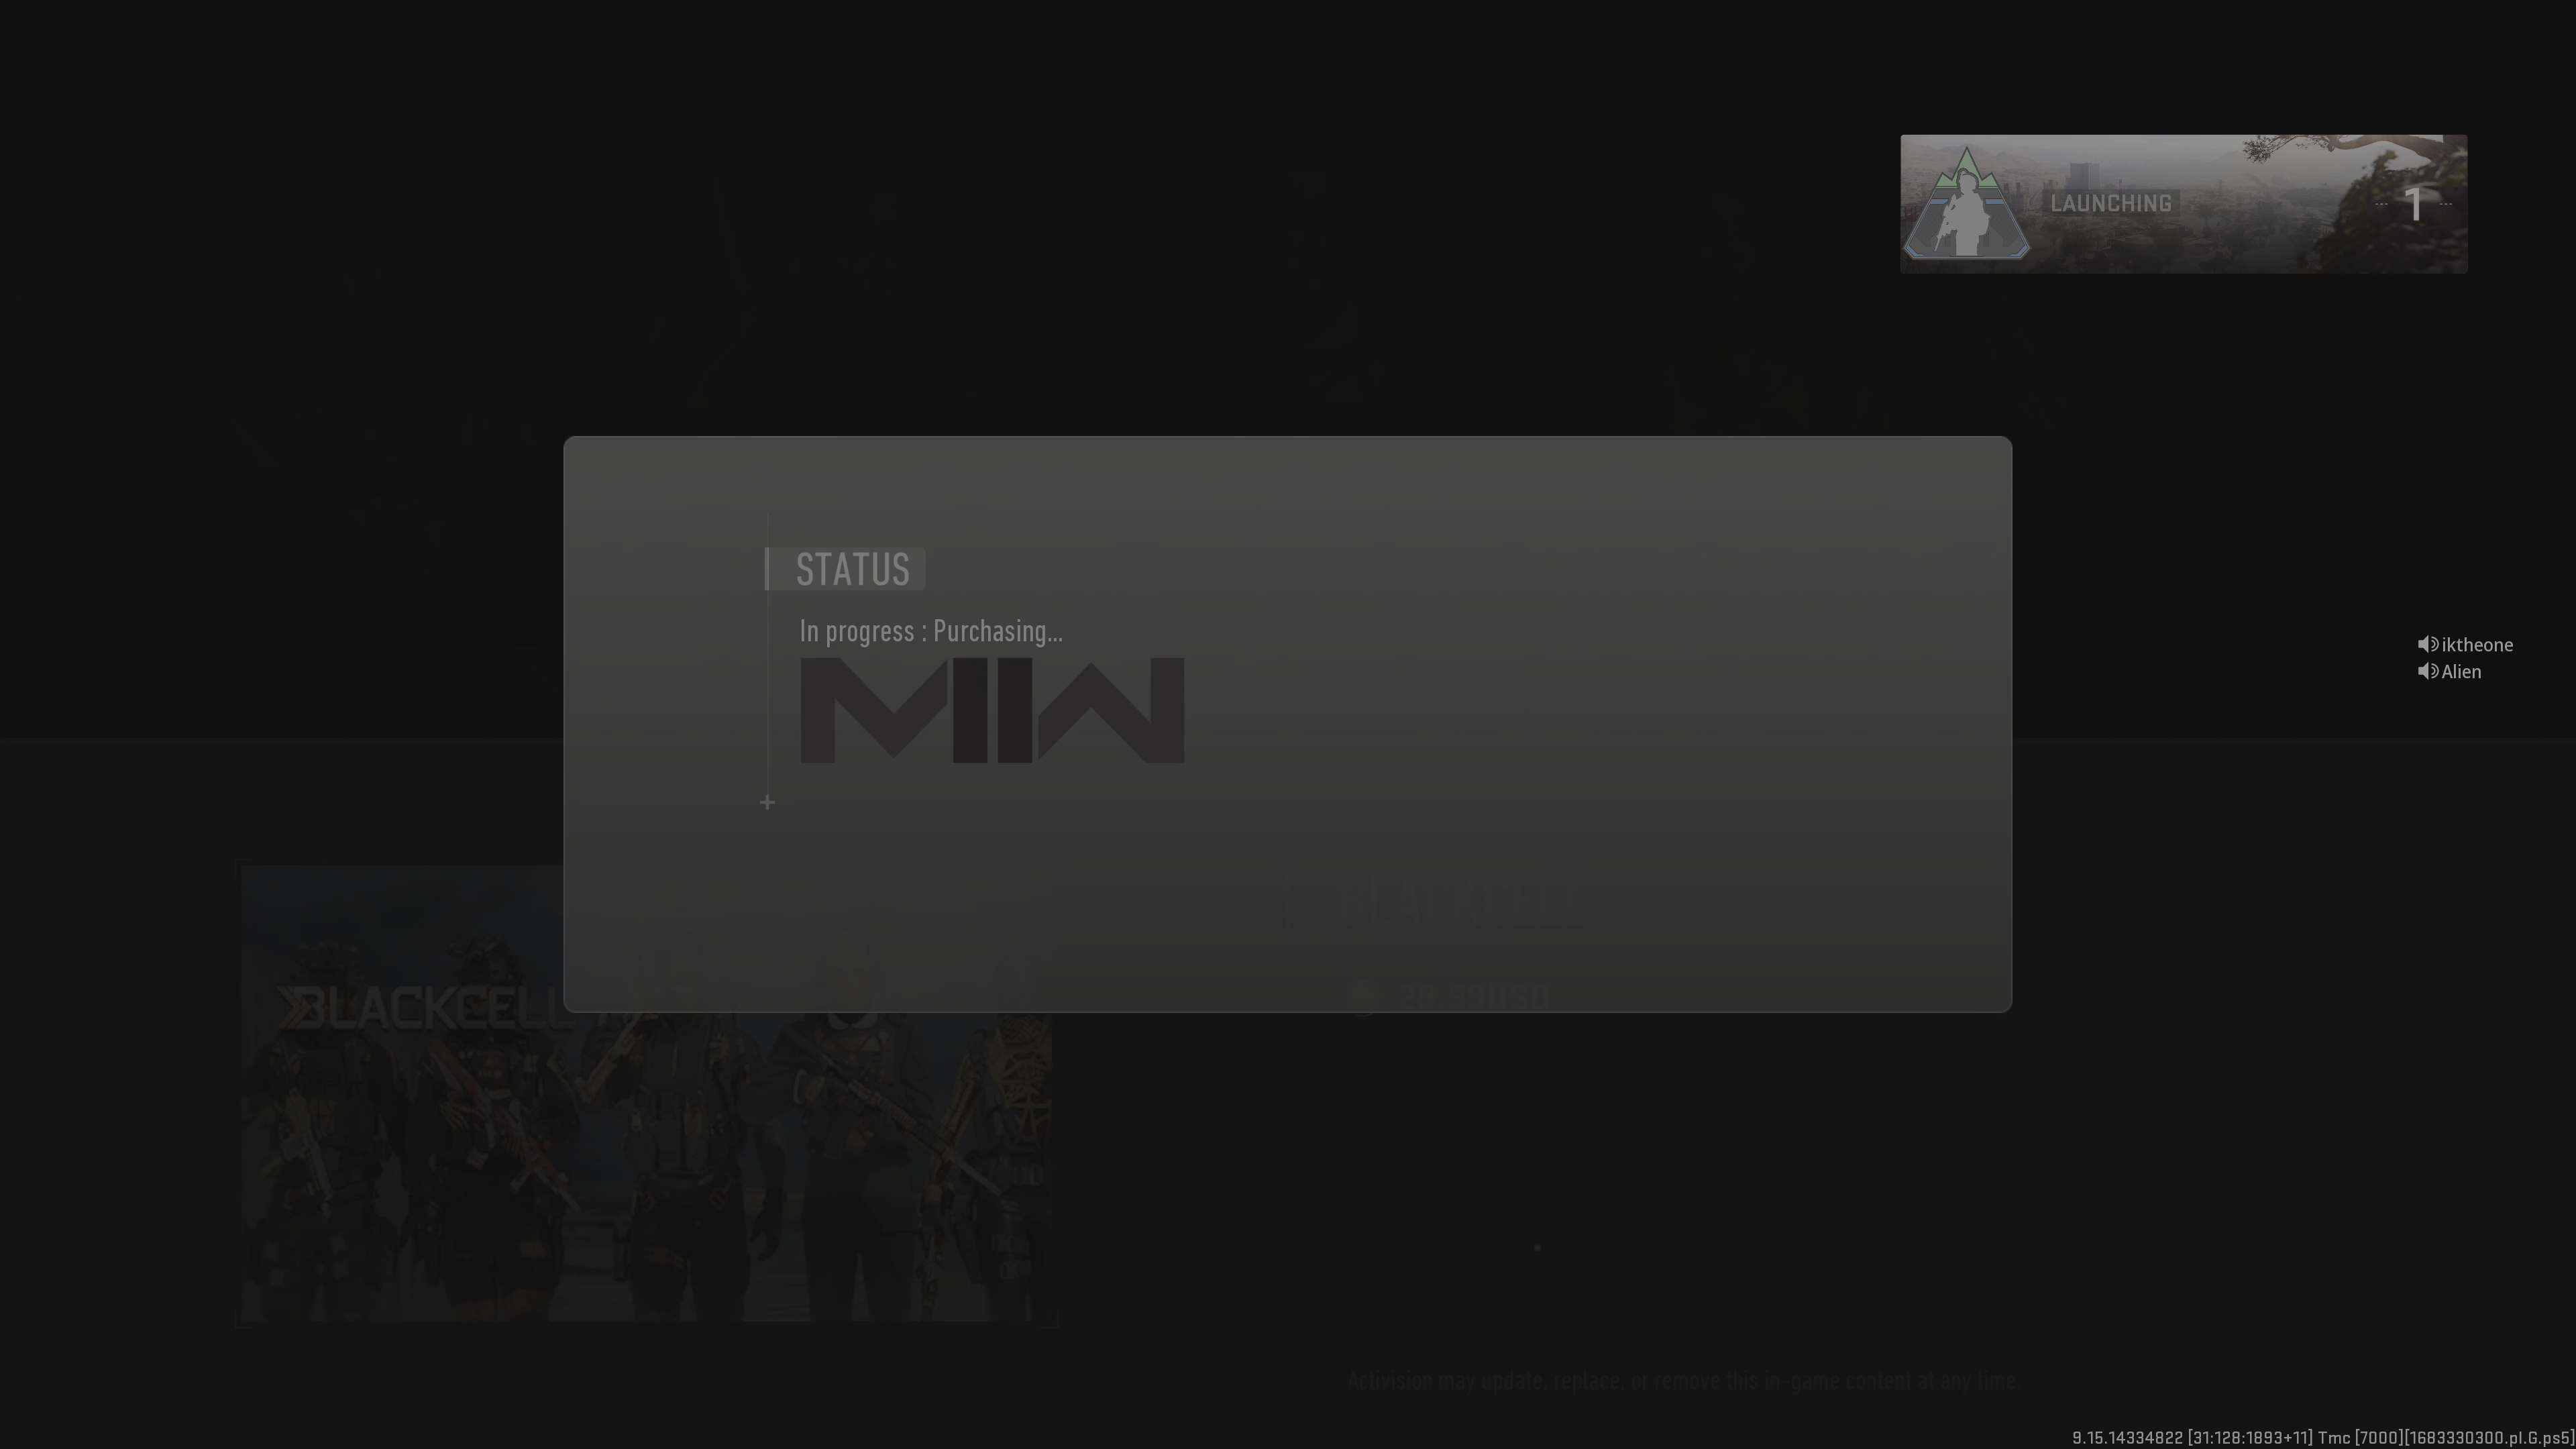 LAUNCHING
1
STATUS
In progress : Purchasing...
MIIW
iktheone
Alien
BLACKCELL
BLACKCELL
Activision may update, replace, or remove this in-game content at any time.
9.15.14334822 [31:128:1893+11] Tmc [7000][1683330300.pl.G.ps5]